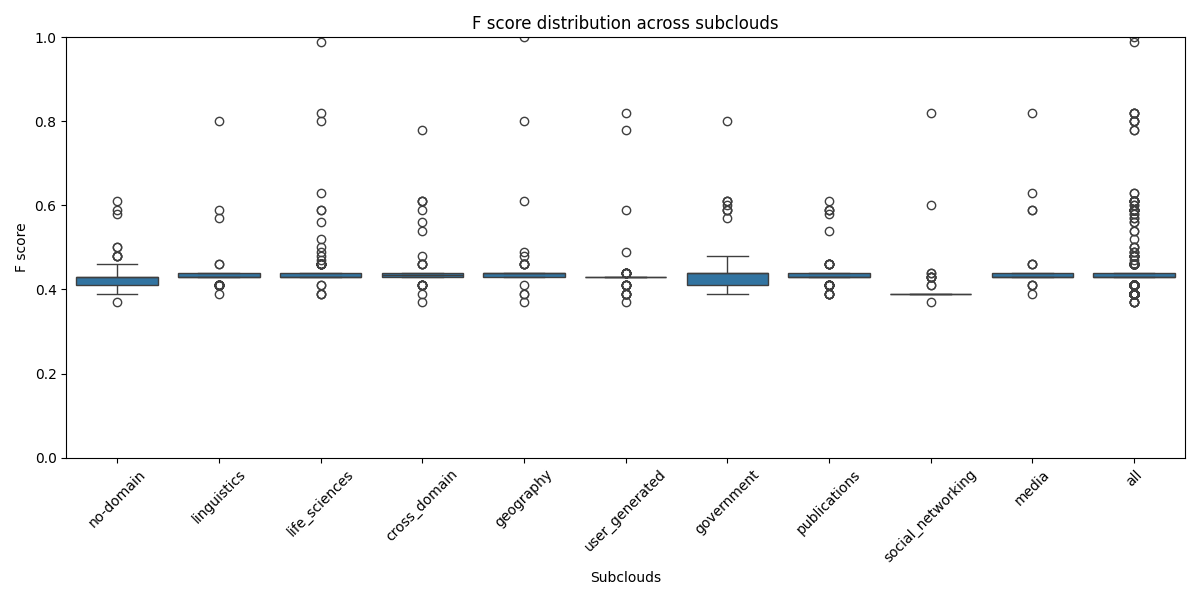 F score distribution across subclouds
F score
1.0
0.8
0.6
0.4
0.2
0.0
no-domain
linguistics
life_sciences
cross_domain
geography
user_generated
government
publications
social_networking
media
all
Subclouds